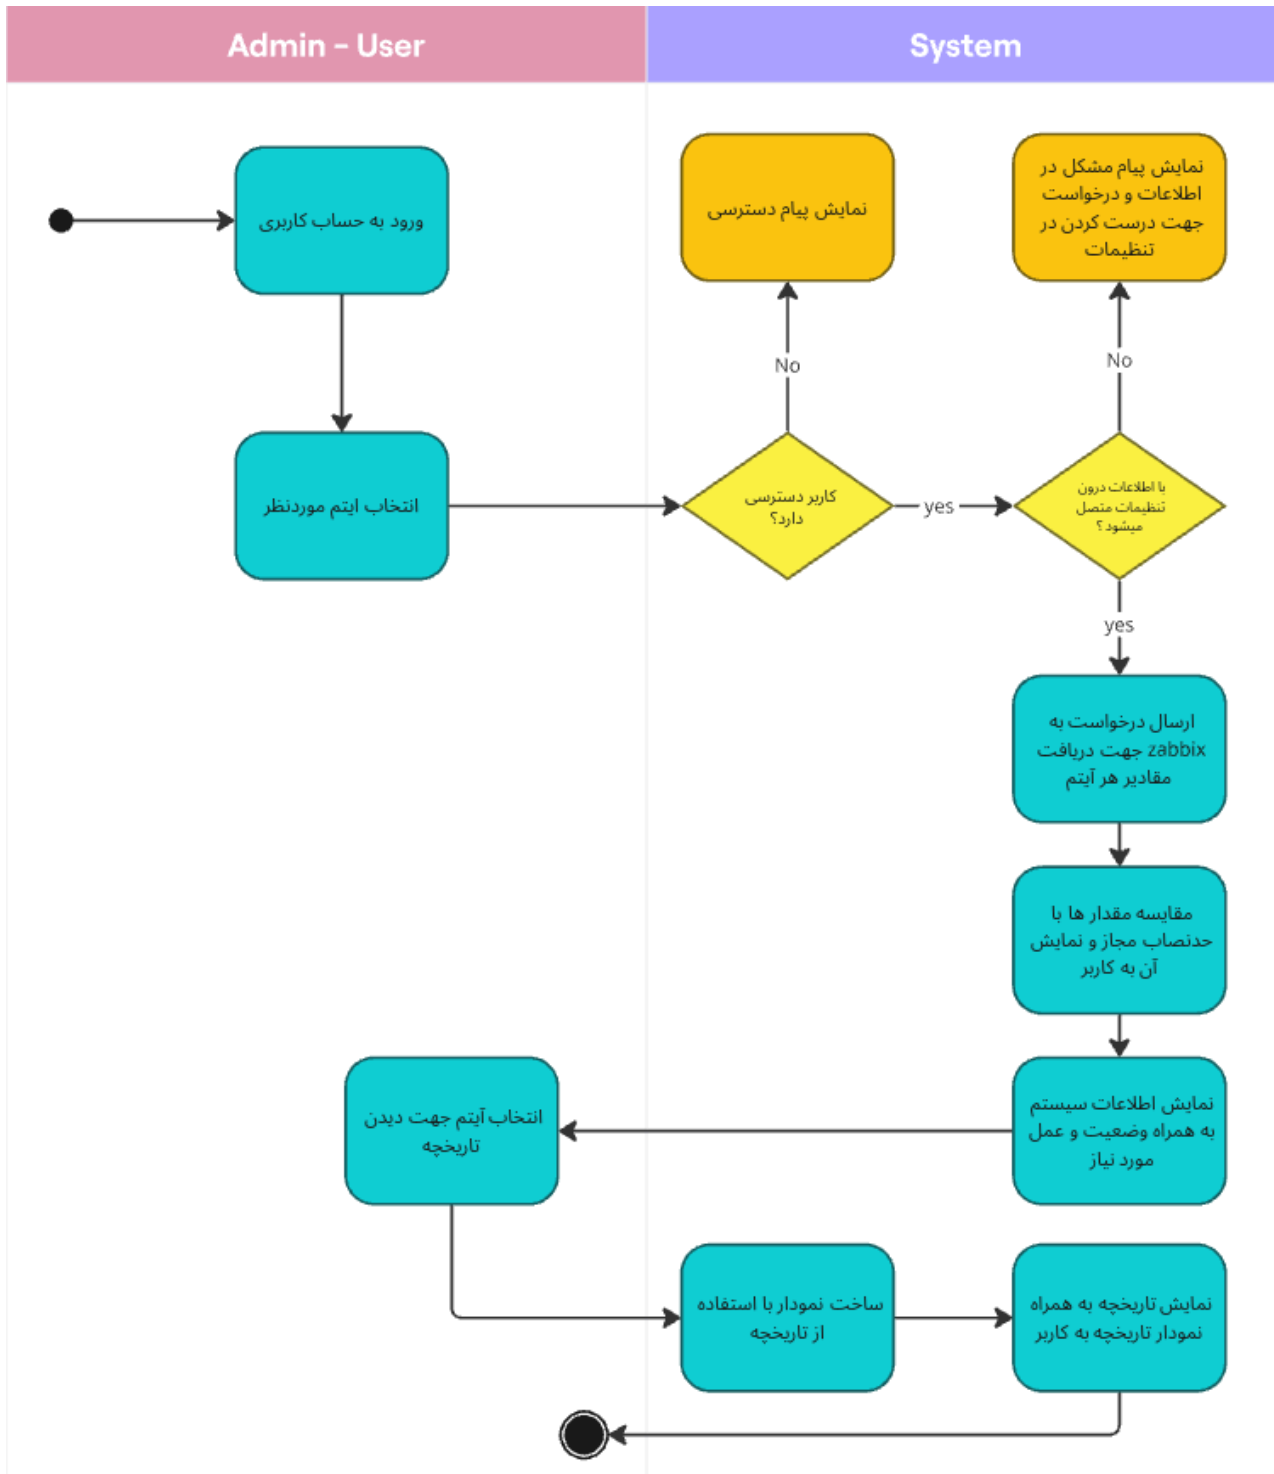 Admin - User
System
ورود به حساب کاربری
نمایش پیام دسترسی
نمایش پیام مشکل در
اطلاعات و درخواست
جهت درست کردن در
تنظیمات
No
No
انتخاب ایتم موردنظر
کاربر دسترسی
دارد؟
yes
با اطلاعات درون
تنظیمات متصل
میشود؟
yes
ارسال درخواست به
zabbix جهت دریافت
مقادیر هر آیتم
مقایسه مقدار ها با
حدنصاب مجاز و نمایش
آن به کاربر
نمایش اطلاعات سیستم
به همراه وضعیت و عمل
مورد نیاز
انتخاب آیتم جهت دیدن
تاریخچه
ساخت نمودار با استفاده
از تاریخچه
نمایش تاریخچه به همراه
نمودار تاریخچه به کاربر